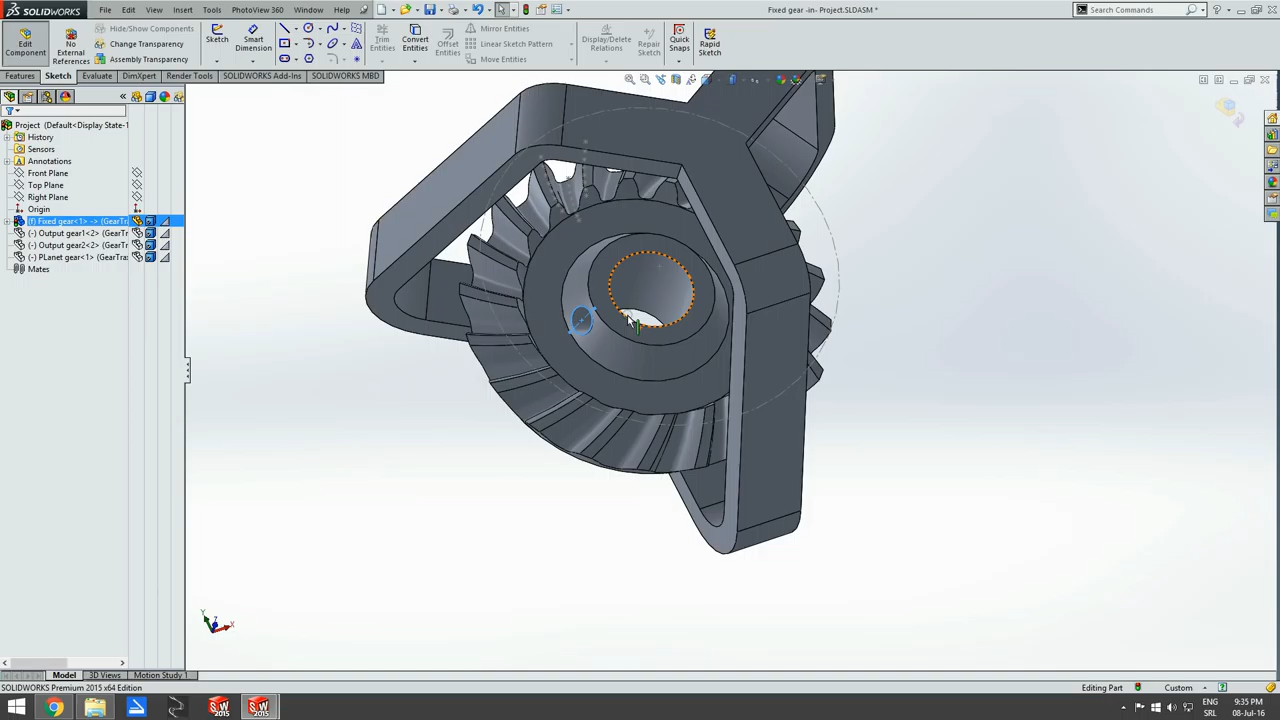 SOLIDWORKS File Edit View Insert Tools PhotoView 360 Window Help Fixed gear -in- Project.SLDASM * Search Commands
Edit Component
No External References
Hide/Show Components
Change Transparency
Assembly Transparency
Sketch
Smart Dimension
Trim Entities
Convert Entities
Offset Entities
Mirror Entities
Linear Sketch Pattern
Move Entities
Display/Delete Relations
Repair Sketch
Quick Snaps
Rapid Sketch
Features Sketch Evaluate DimXpert Render Tools SOLIDWORKS Add-Ins SOLIDWORKS MBD
Project (Default<Display State-1
History
Sensors
Annotations
Front Plane
Top Plane
Right Plane
Origin
(f) Fixed gear<1> -> (GearTr
(-) Output gear1<2> (GearTr
(-) Output gear2<2> (GearTr
(-) PLanet gear<1> (GearTra
Mates
Y
Z
X
Model 3D Views Motion Study 1
SOLIDWORKS Premium 2015 x64 Edition Editing Part Custom
2015
2015
ENG 9:35 PM
SRL 08-Jul-16